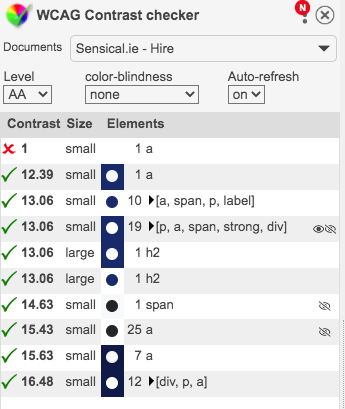 WCAG Contrast checker
N
Documents Sensical.ie - Hire
Level color-blindness Auto-refresh
AA none on
Contrast Size Elements
1 small 1 a
12.39 small 1 a
13.06 small 10 [a, span, p, label]
13.06 small 19 [p, a, span, strong, div]
13.06 large 1 h2
13.06 large 1 h2
14.63 small 1 span
15.43 small 25 a
15.63 small 7 a
16.48 small 12 [div, p, a]